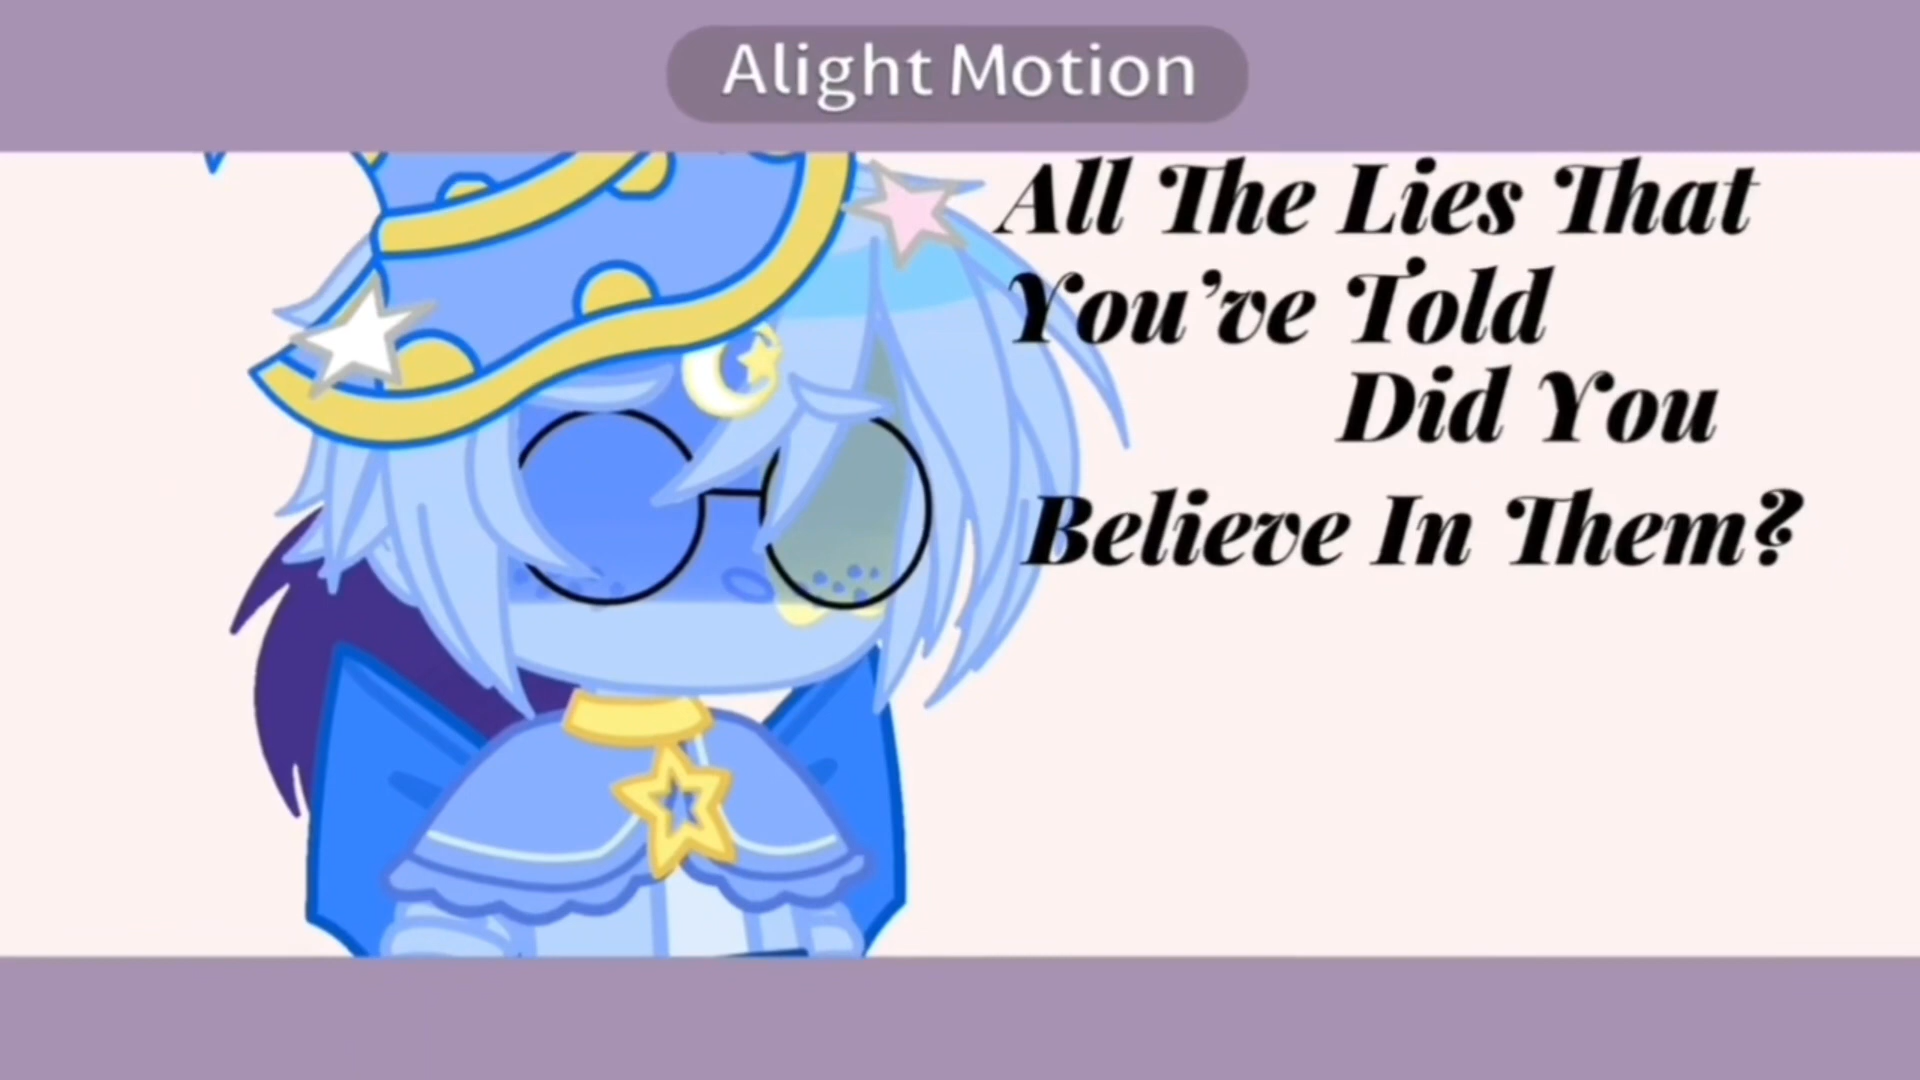 Alight Motion
All The Lies That
You've Told
Did You
Believe In Them?